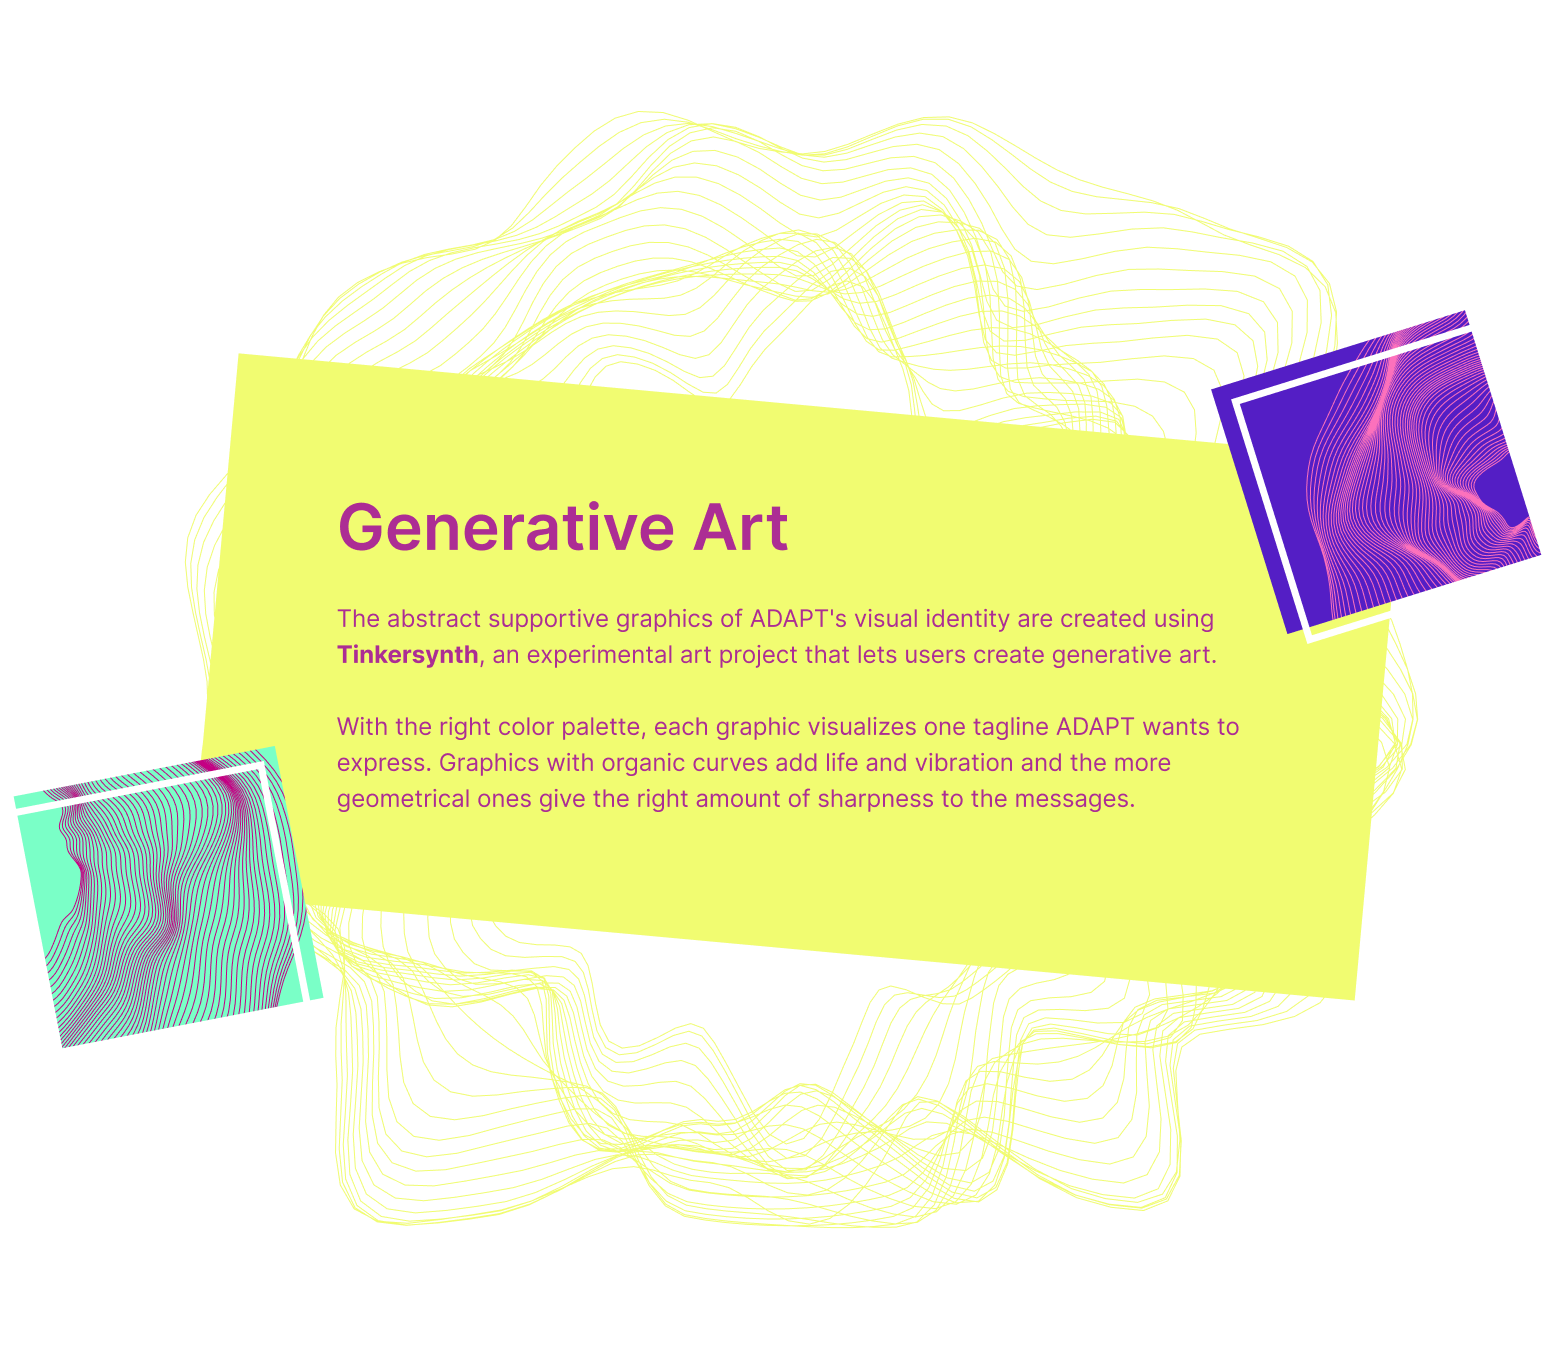 Generative Art
The abstract supportive graphics of ADAPT's visual identity are created using
Tinkersynth, an experimental art project that lets users create generative art.
With the right color palette, each graphic visualizes one tagline ADAPT wants to
express. Graphics with organic curves add life and vibration and the more
geometrical ones give the right amount of sharpness to the messages.